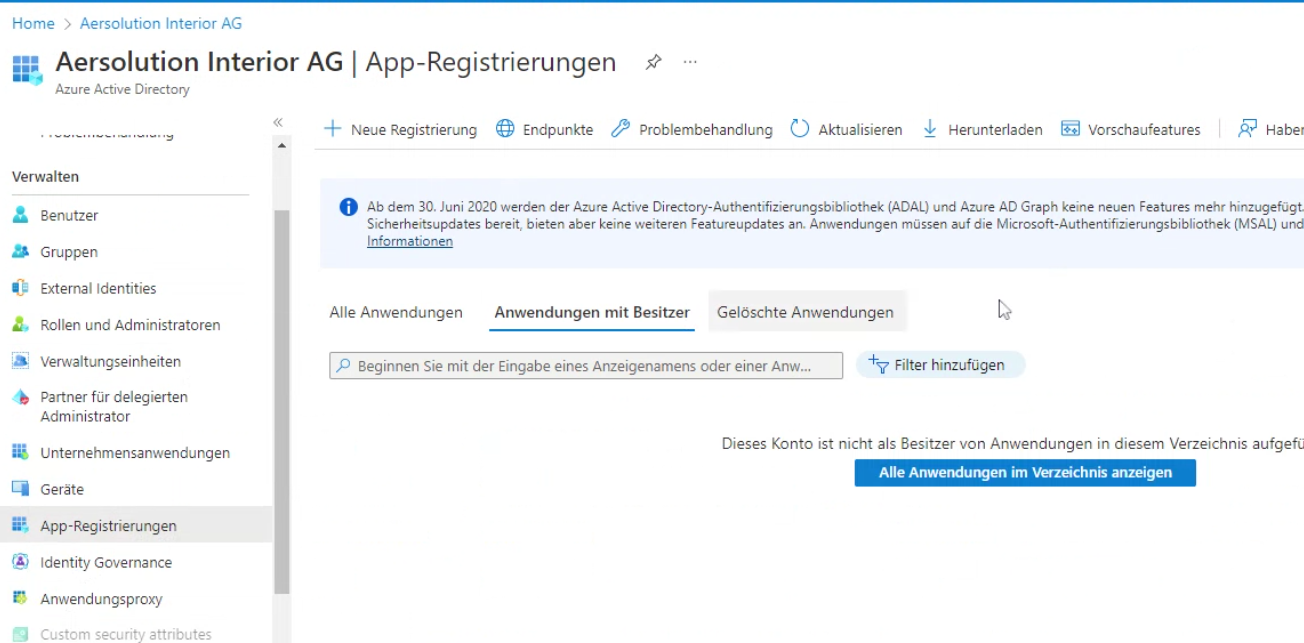 Home > Aersolution Interior AG
Aersolution Interior AG | App-Registrierungen
Azure Active Directory
Problembehandlung
Verwalten
Benutzer
Gruppen
External Identities
Rollen und Administratoren
Verwaltungseinheiten
Partner für delegierten
Administrator
Unternehmensanwendungen
Geräte
App-Registrierungen
Identity Governance
Anwendungsproxy
Custom security attributes
Neue Registrierung
Endpunkte
Problembehandlung
Aktualisieren
Herunterladen
Vorschaufeatures
Haben
Ab dem 30. Juni 2020 werden der Azure Active Directory-Authentifizierungsbibliothek (ADAL) und Azure AD Graph keine neuen Features mehr hinzugefügt.
Sicherheitsupdates bereit, bieten aber keine weiteren Featureupdates an. Anwendungen müssen auf die Microsoft-Authentifizierungsbibliothek (MSAL) und
Informationen
Alle Anwendungen
Anwendungen mit Besitzer
Gelöschte Anwendungen
Beginnen Sie mit der Eingabe eines Anzeigenamens oder einer Anw...
Filter hinzufügen
Dieses Konto ist nicht als Besitzer von Anwendungen in diesem Verzeichnis aufgefü
Alle Anwendungen im Verzeichnis anzeigen